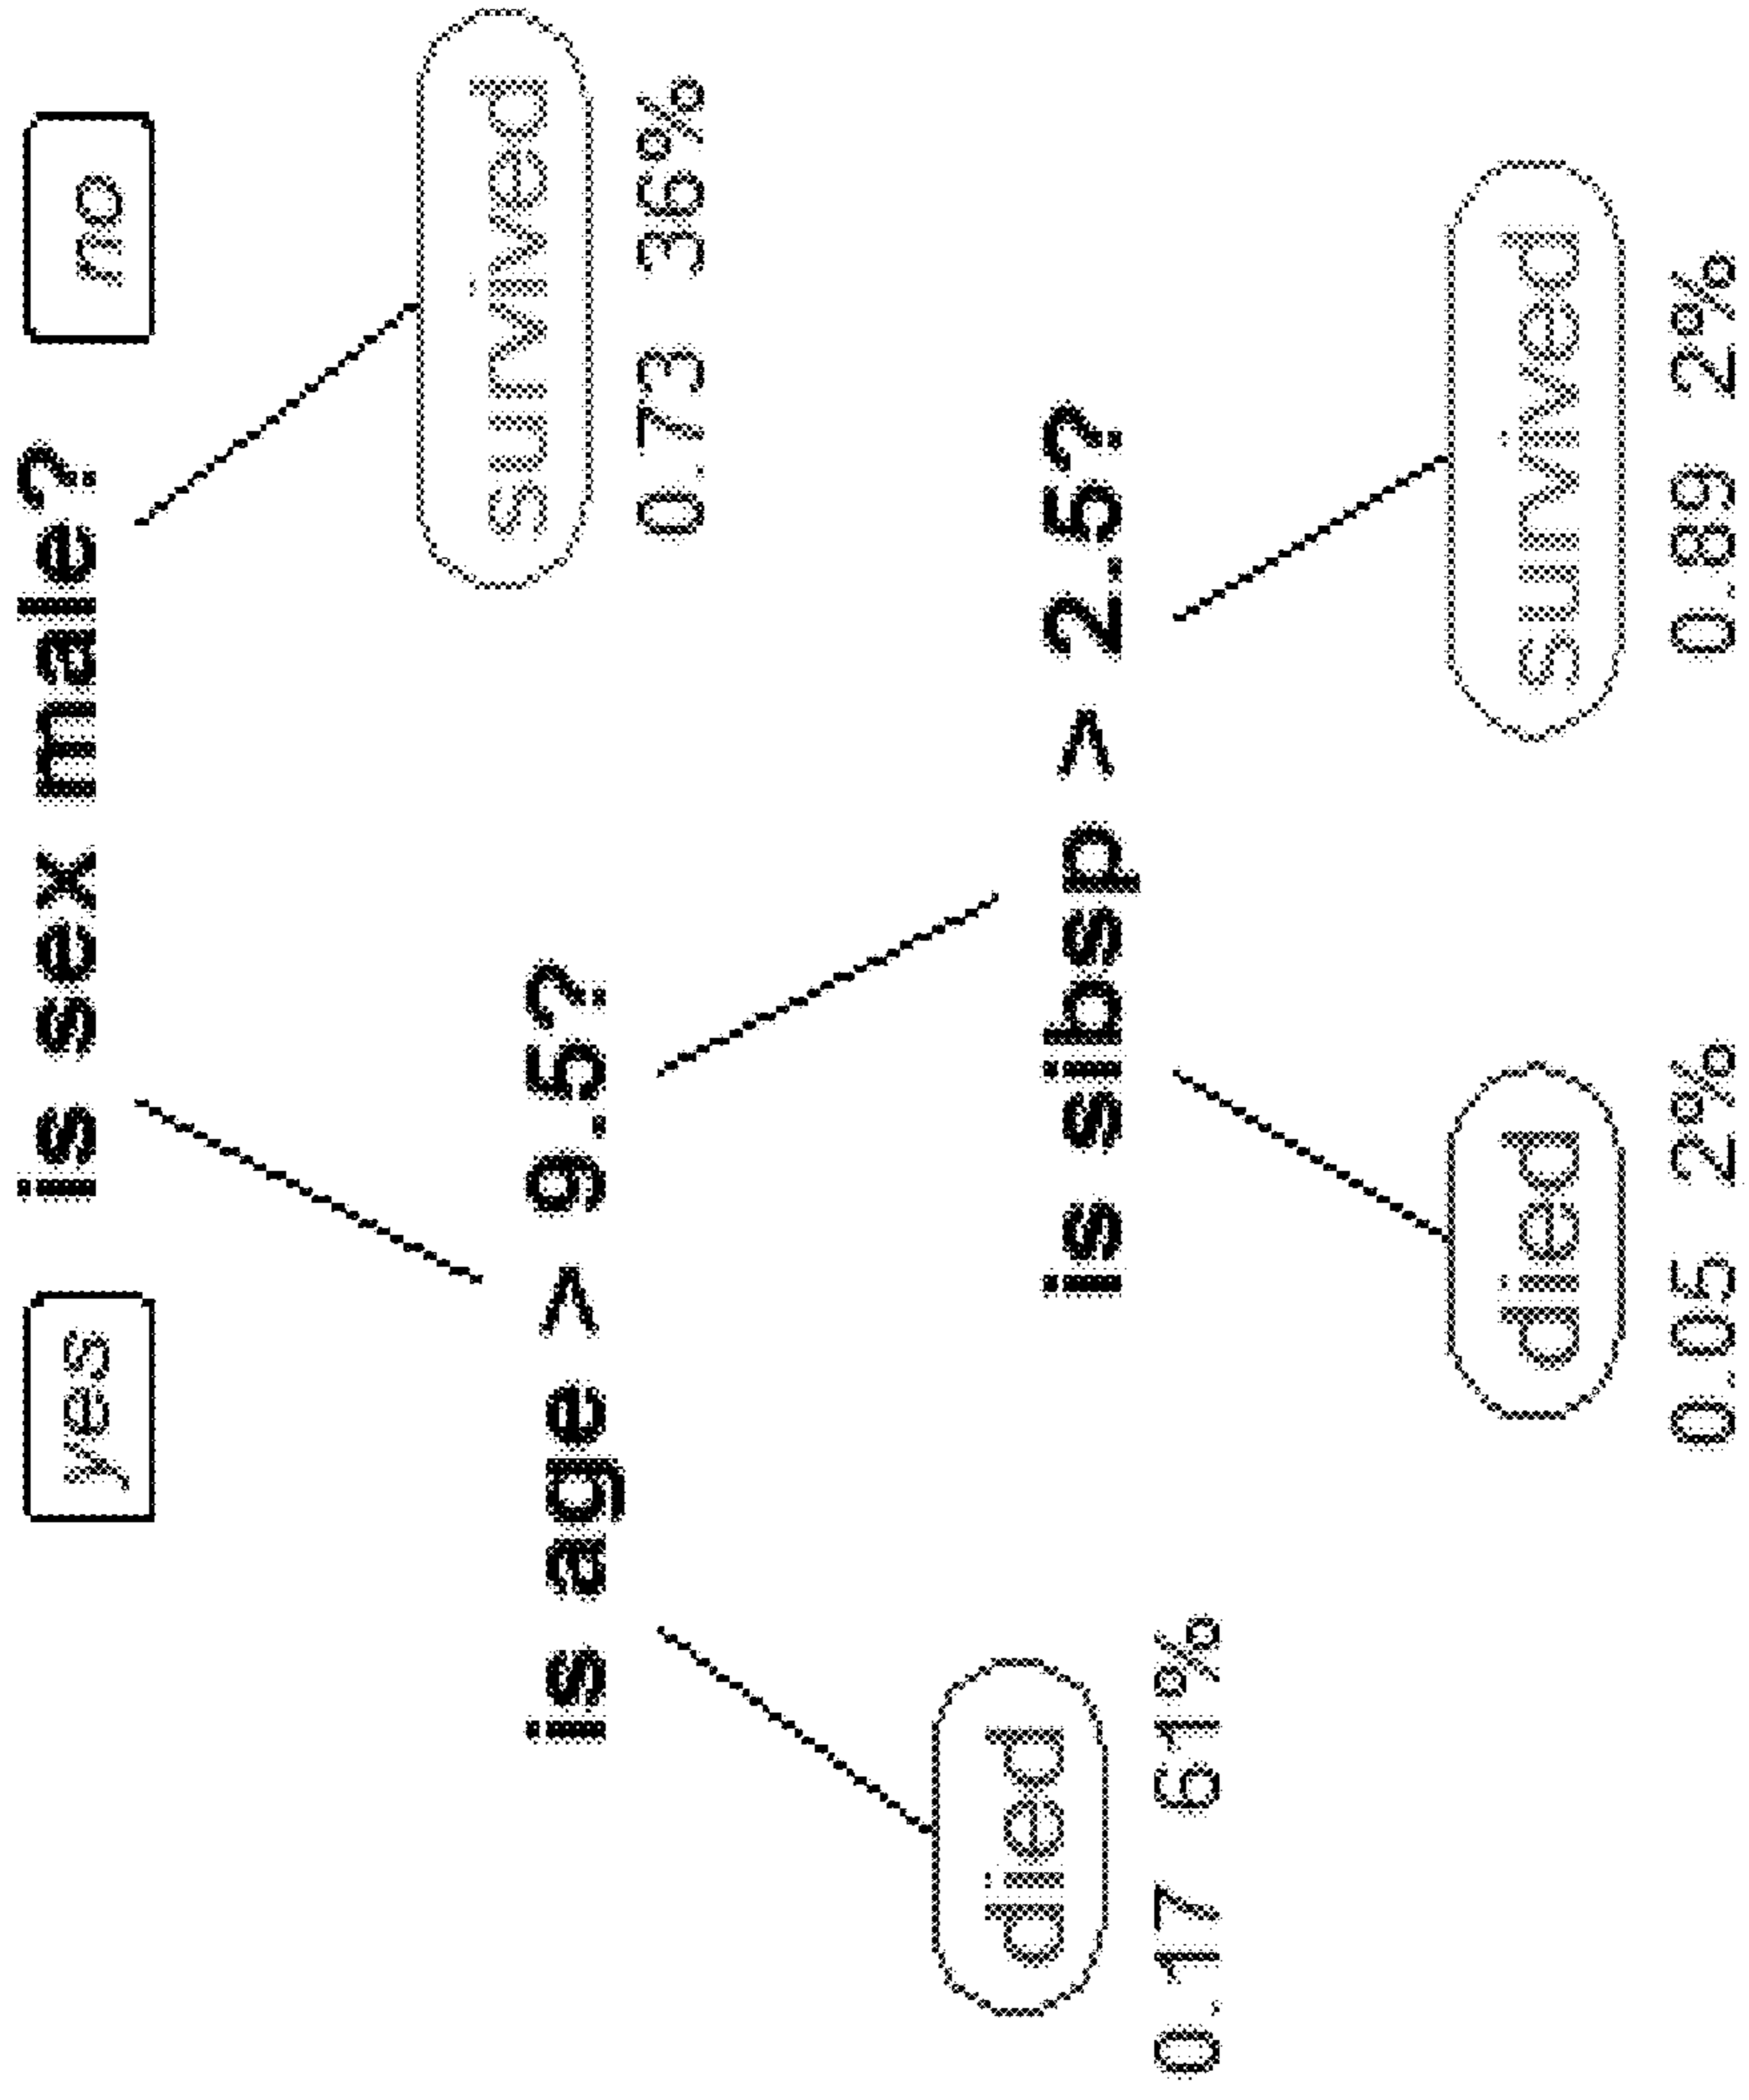 yes is sex male? no
is age > 9.5?
survived
0.73 36%
died
0.17 61%
is sibsp > 2.5?
died
0.05 2%
survived
0.89 2%